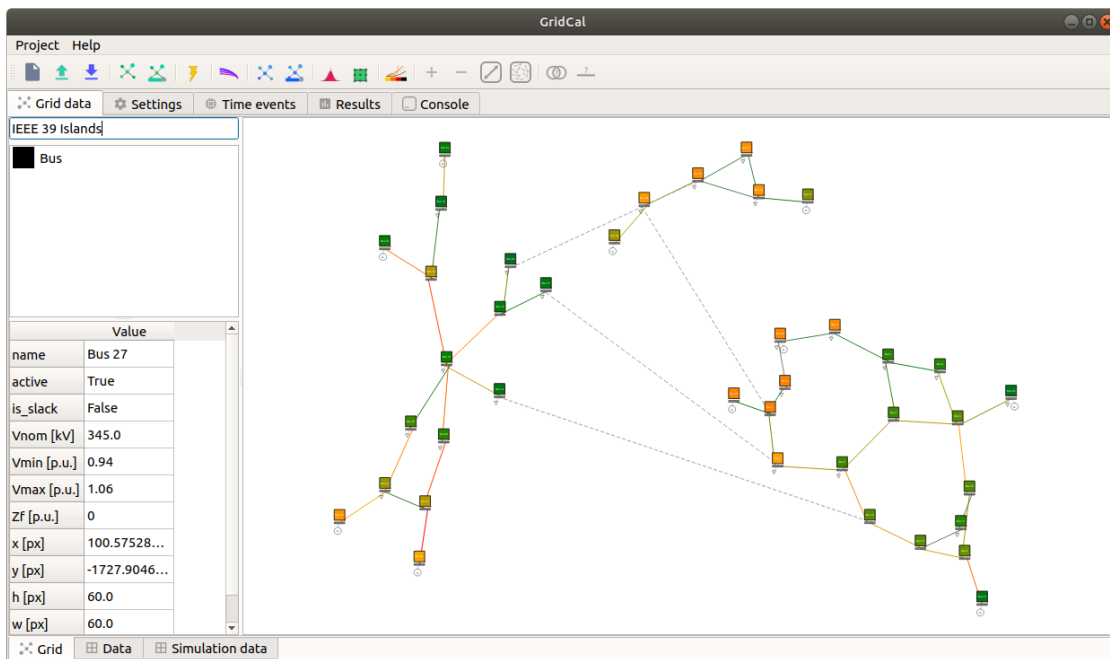 GridCal
Project Help
Grid data Settings Time events Results Console
IEEE 39 Islands
Bus
Value
name Bus 27
active True
is_slack False
Vnom [kV] 345.0
Vmin [p.u.] 0.94
Vmax [p.u.] 1.06
Zf [p.u.] 0
x [px] 100.57528...
y [px] -1727.9046...
h [px] 60.0
w [px] 60.0
Grid Data Simulation data